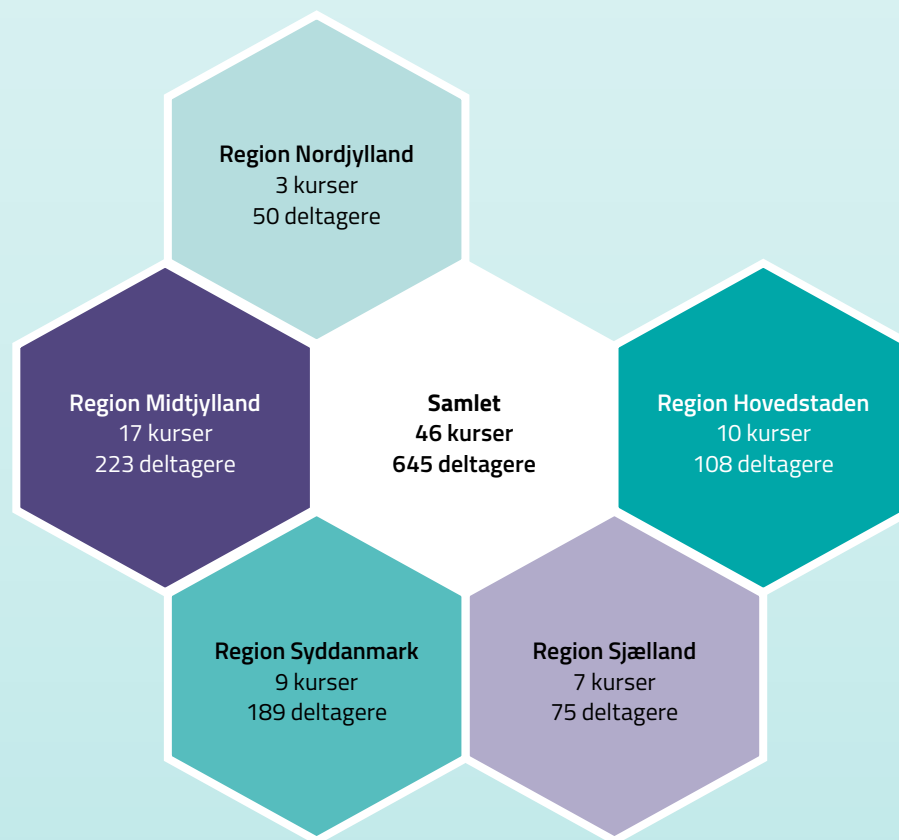 Region Nordjylland
3 kurser
50 deltagere
Region Midtjylland
17 kurser
223 deltagere
Samlet
46 kurser
645 deltagere
Region Hovedstaden
10 kurser
108 deltagere
Region Syddanmark
9 kurser
189 deltagere
Region Sjælland
7 kurser
75 deltagere